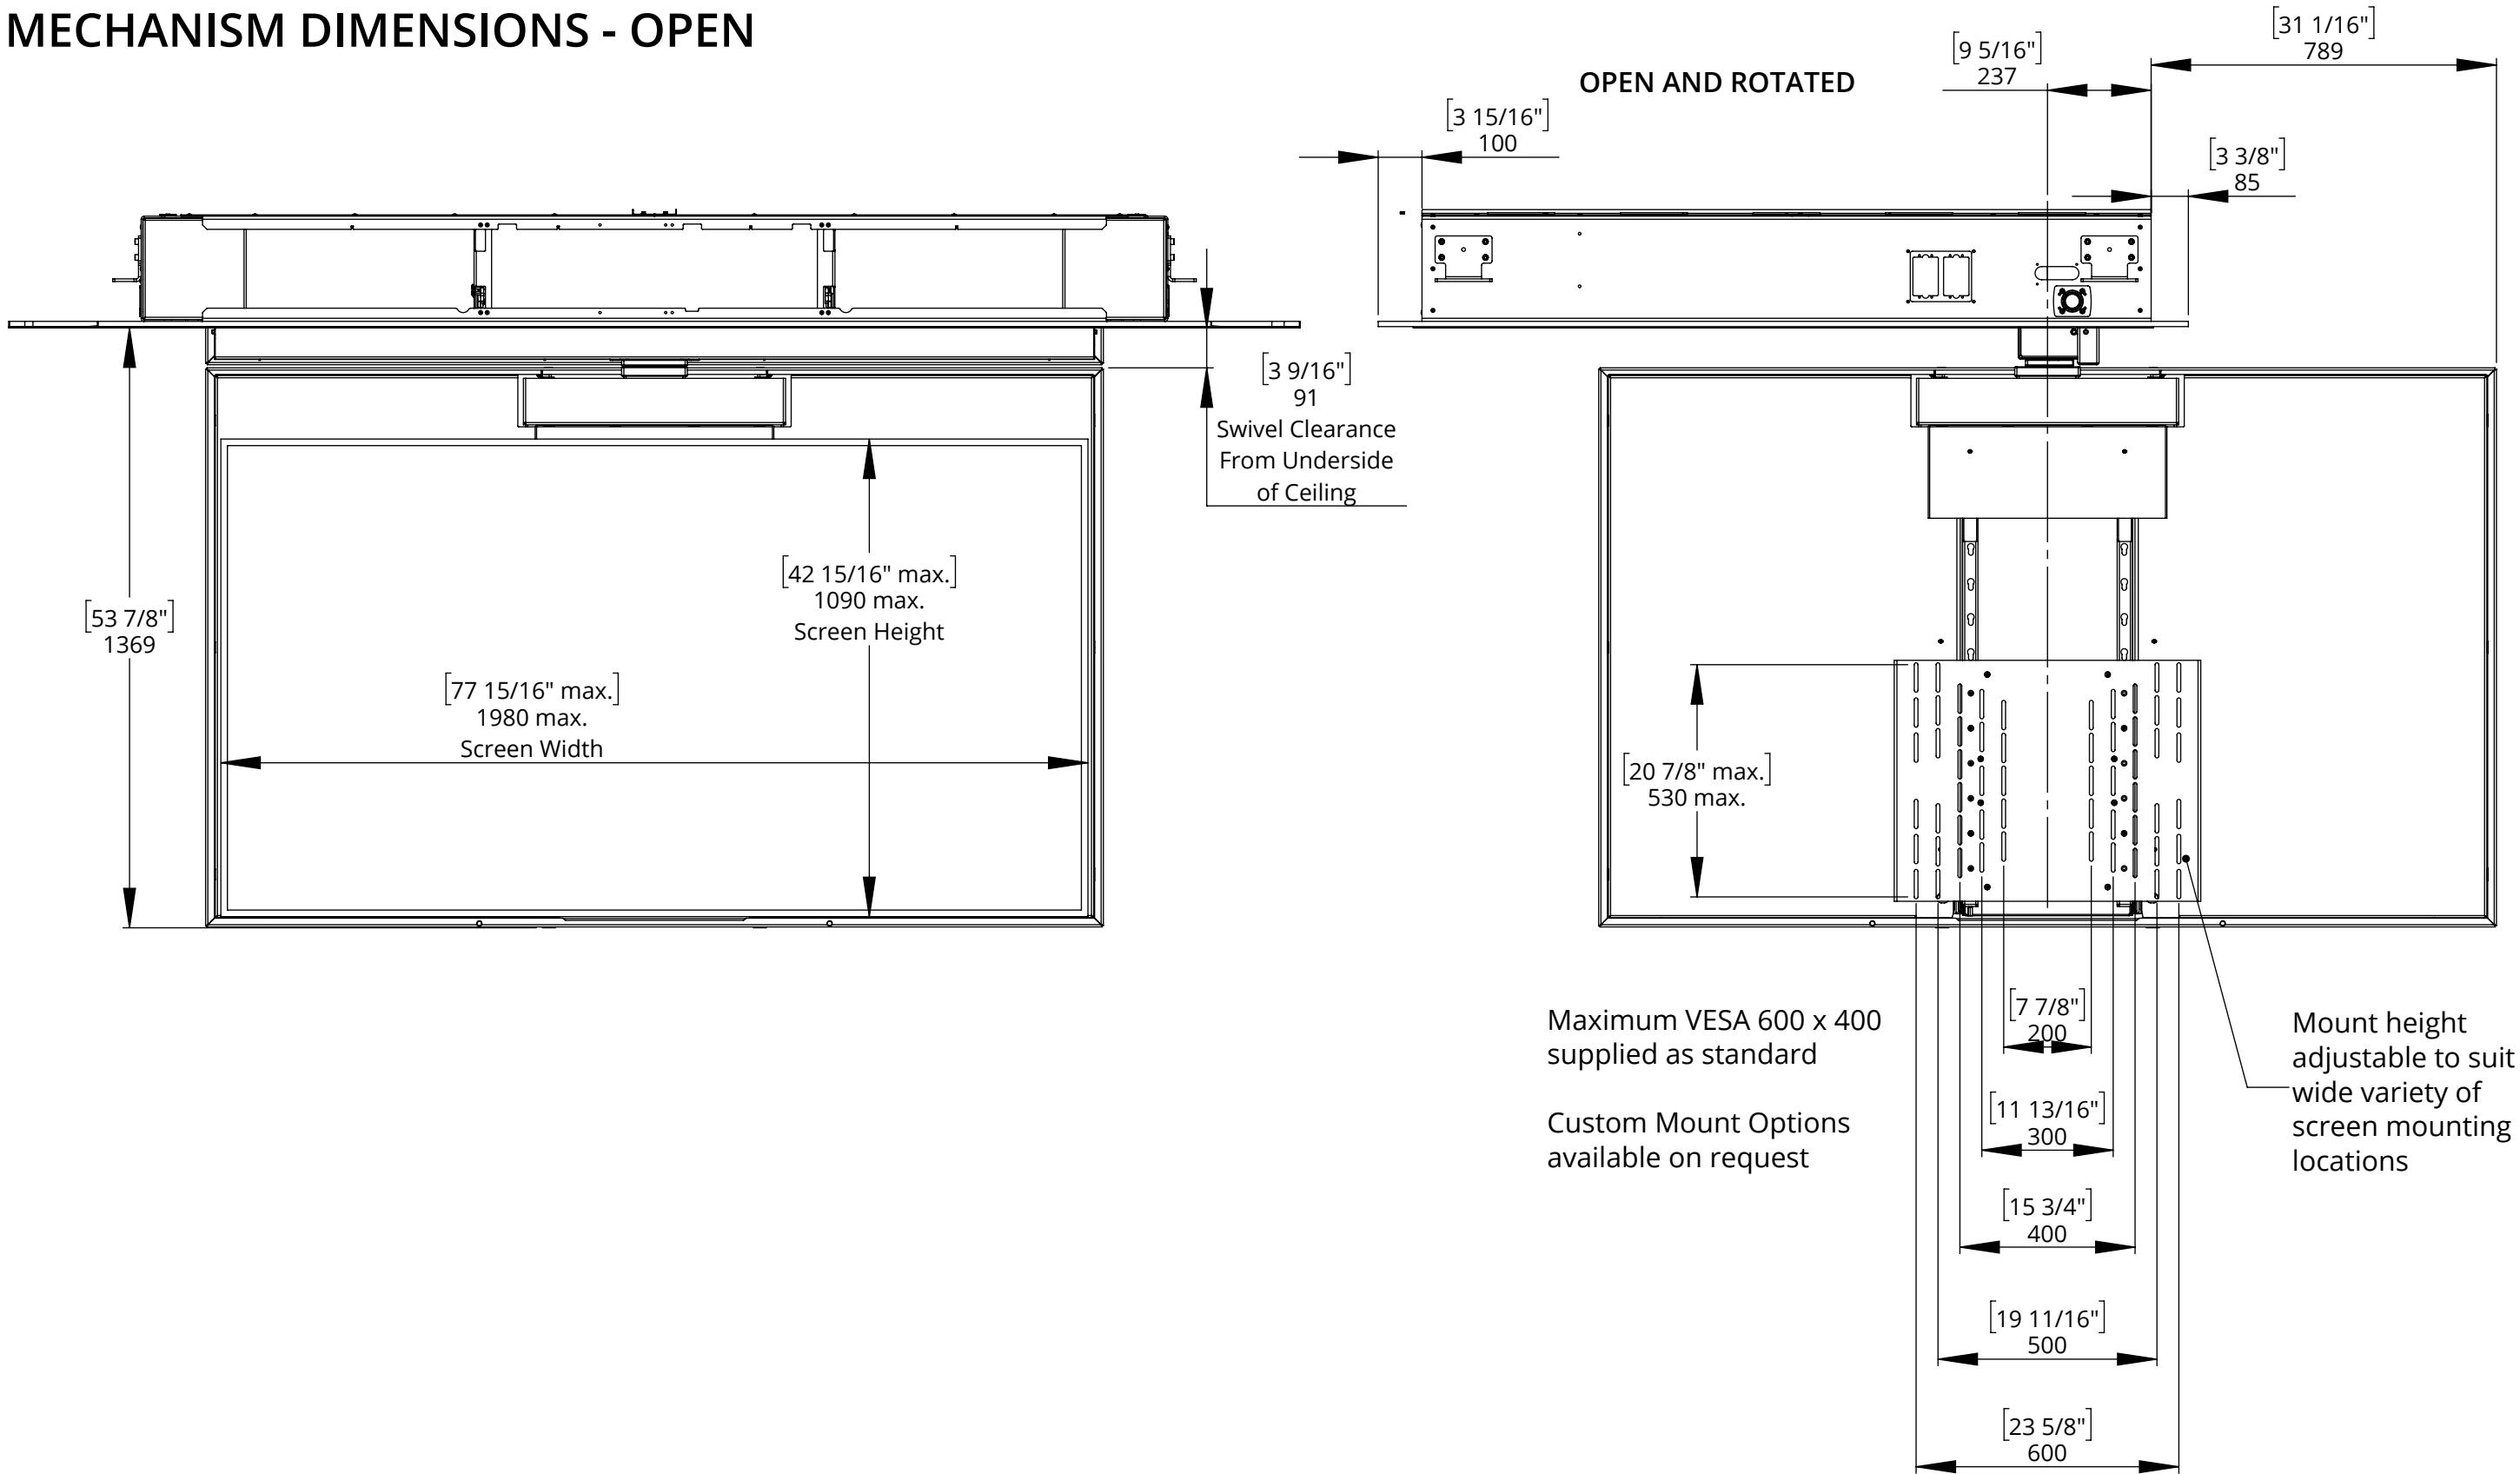 MECHANISM DIMENSIONS - OPEN
OPEN AND ROTATED
[3 15/16"]
100
[9 5/16"]
237
[31 1/16"]
789
[3 3/8"]
85
[3 9/16"]
91
Swivel Clearance
From Underside
of Ceiling
[53 7/8"]
1369
[42 15/16" max.]
1090 max.
Screen Height
[77 15/16" max.]
1980 max.
Screen Width
[20 7/8" max.]
530 max.
Maximum VESA 600 x 400
supplied as standard
Custom Mount Options
available on request
[7 7/8"]
200
[11 13/16"]
300
[15 3/4"]
400
[19 11/16"]
500
[23 5/8"]
600
Mount height
adjustable to suit
wide variety of
screen mounting
locations